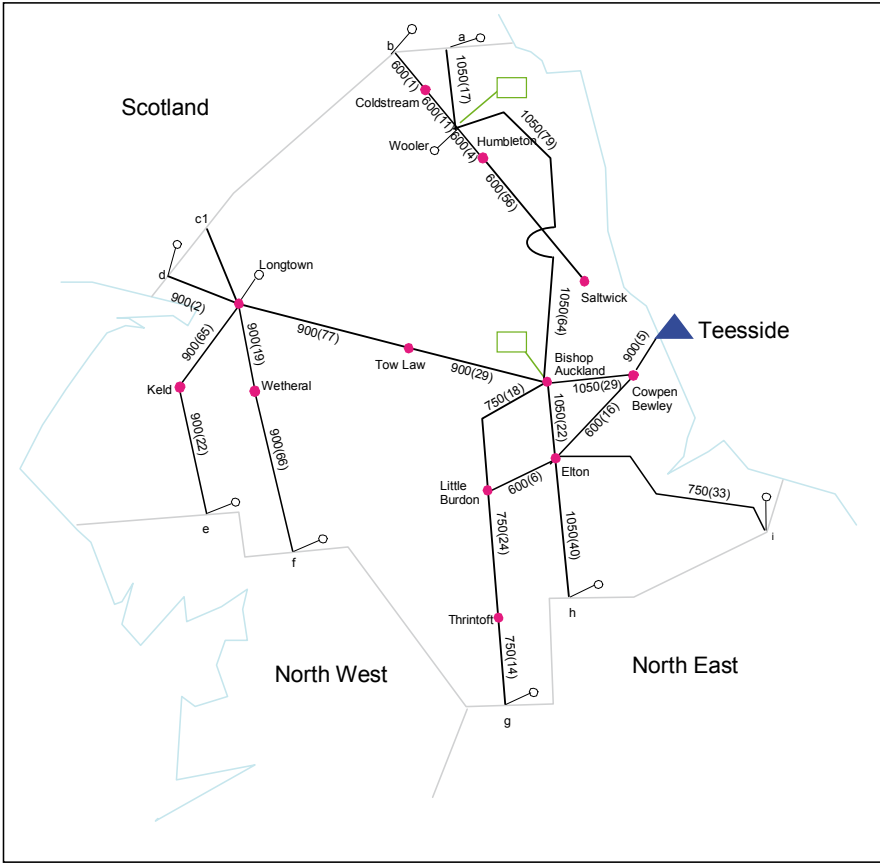 b
a
600(1)
1050(17)
Scotland
Coldstream
600(11)
1050(79)
Wooler
600(4)
Humbleton
600(56)
c1
Longtown
d
900(2)
Saltwick
1050(64)
900(65)
900(19)
900(77)
Teesside
900(5)
Tow Law
900(29)
Bishop
Auckland
Keld
Wetheral
750(18)
1050(29)
Cowpen
Bewley
1050(22)
600(16)
900(22)
900(66)
Little
Burdon
600(6)
Elton
750(33)
e
f
750(24)
1050(40)
i
h
Thrintoft
750(14)
North West
North East
g